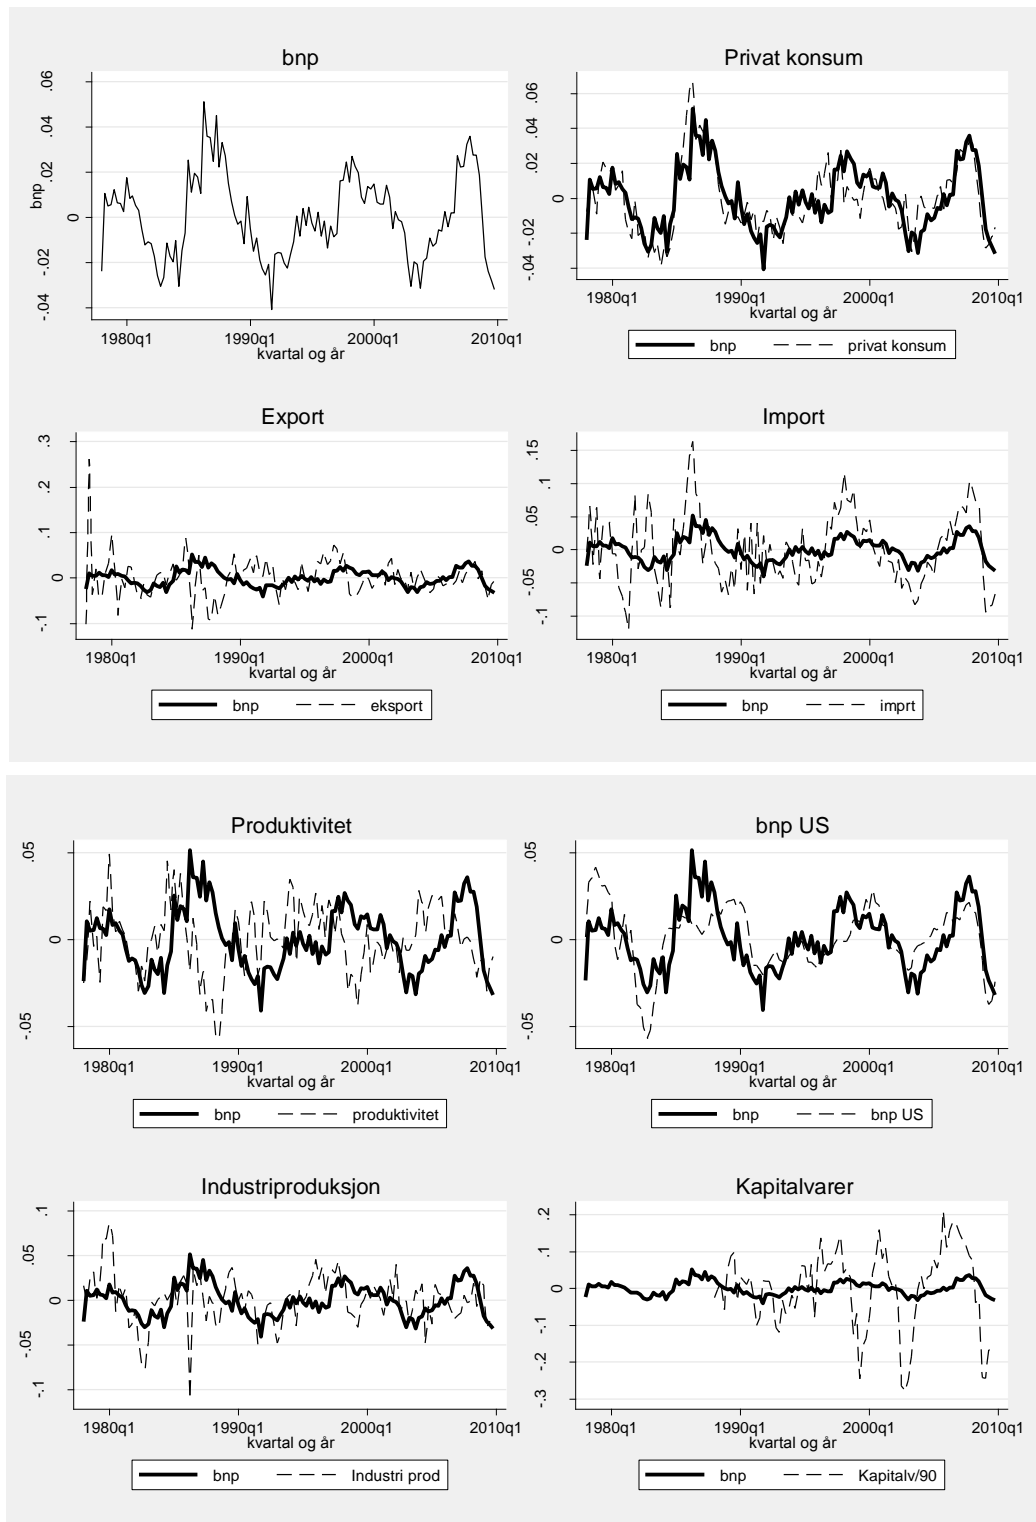 bnp
bnp
.06
.04
.02
0
-.02
-.04
1980q1 1990q1 2000q1 2010q1
kvartal og år
Privat konsum
.06
.04
.02
0
-.02
-.04
1980q1 1990q1 2000q1 2010q1
kvartal og år
bnp privat konsum
Export
.3
.2
.1
0
-.1
1980q1 1990q1 2000q1 2010q1
kvartal og år
bnp eksport
Import
.15
.1
.05
0
-.05
-.1
1980q1 1990q1 2000q1 2010q1
kvartal og år
bnp imprt
Produktivitet
.05
0
-.05
1980q1 1990q1 2000q1 2010q1
kvartal og år
bnp produktivitet
bnp US
.05
0
-.05
1980q1 1990q1 2000q1 2010q1
kvartal og år
bnp bnp US
Industriproduksjon
.1
.05
0
-.05
-.1
1980q1 1990q1 2000q1 2010q1
kvartal og år
bnp Industri prod
Kapitalvarer
.2
.1
0
-.1
-.2
-.3
1980q1 1990q1 2000q1 2010q1
kvartal og år
bnp Kapitalv/90